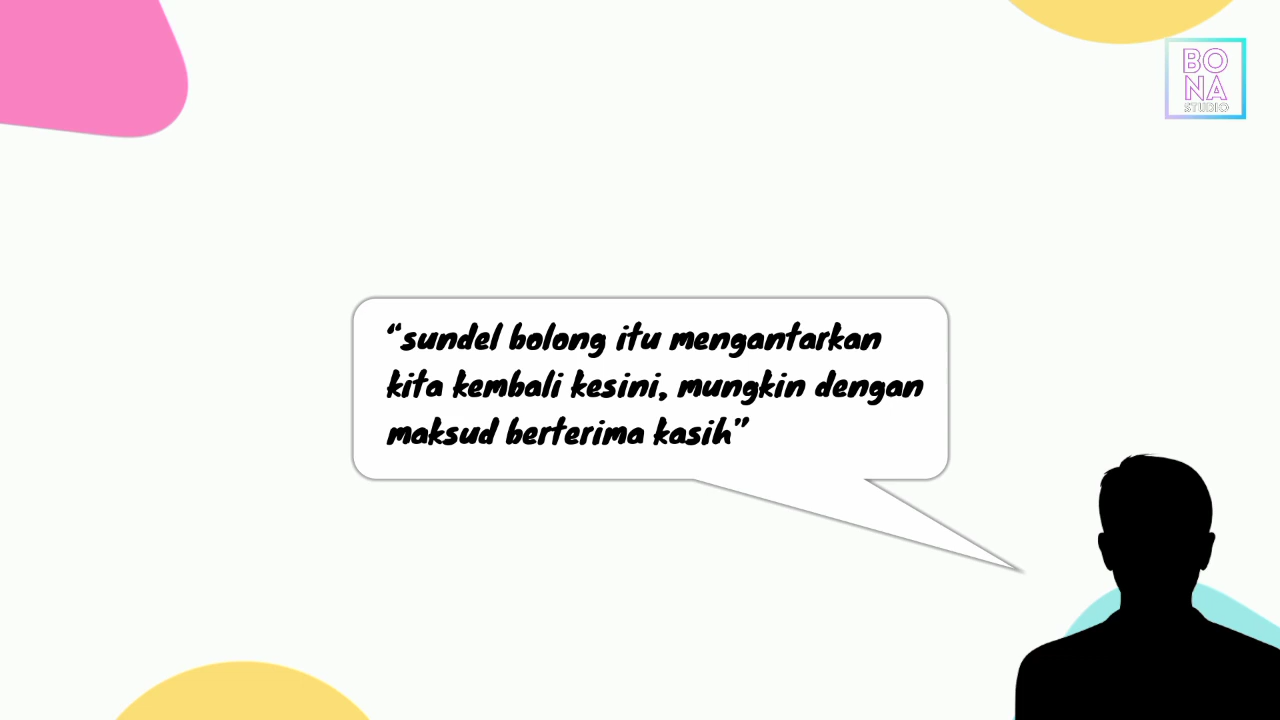 BO
NA
STUDIO
“sundel bolong itu mengantarkan
kita kembali kesini, mungkin dengan
maksud berterima kasih”